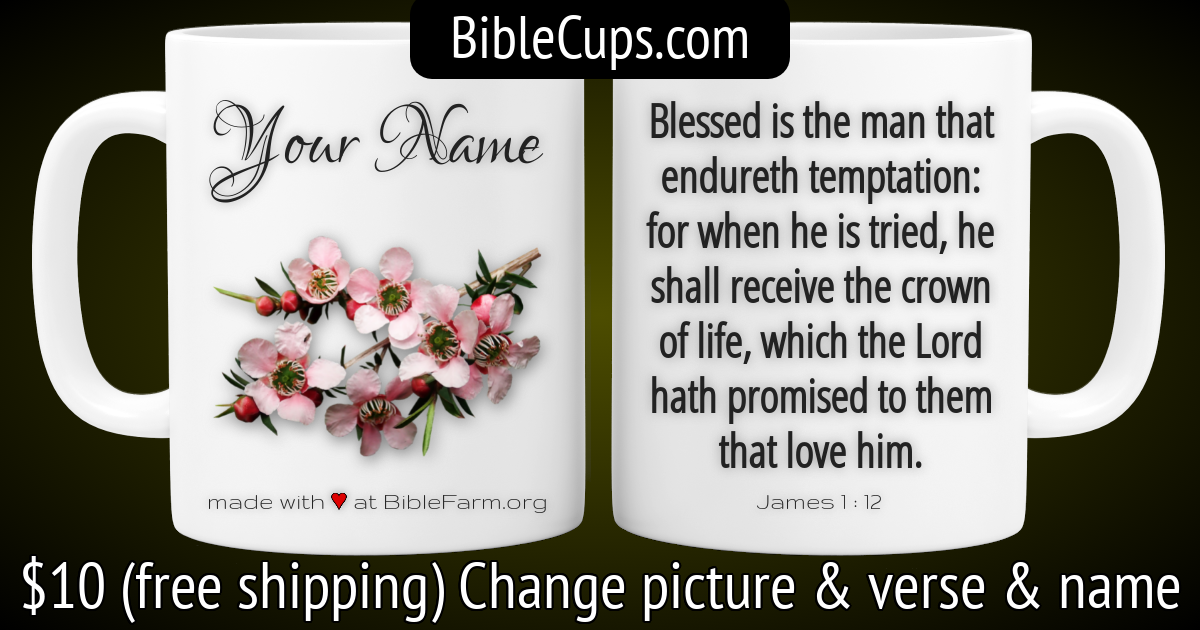 BibleCups.com
Your Name
made with ♥ at BibleFarm.org
Blessed is the man that
endureth temptation:
for when he is tried, he
shall receive the crown
of life, which the Lord
hath promised to them
that love him.
James 1 : 12
$10 (free shipping) Change picture & verse & name